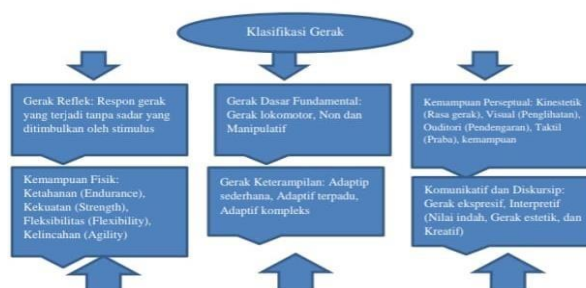 Klasifikasi Gerak
Gerak Reflek: Respon gerak
yang terjadi tanpa sadar yang
ditimbulkan oleh stimulus
Gerak Dasar Fundamental:
Gerak lokomotor, Non dan
Manipulatif
Kemampuan Perseptual: Kinestetik
(Rasa gerak), Visual (Penglihatan),
Ouditori (Pendengaran), Taktil
(Praba), kemampuan
Kemampuan Fisik:
Ketahanan (Endurance),
Kekuatan (Strength),
Fleksibilitas (Flexibility),
Kelincahan (Agility)
Gerak Keterampilan: Adaptip
sederhana, Adaptif terpadu,
Adaptif kompleks
Komunikatif dan Diskursip:
Gerak ekspresif, Interpretif
(Nilai indah, Gerak estetik, dan
Kreatif)